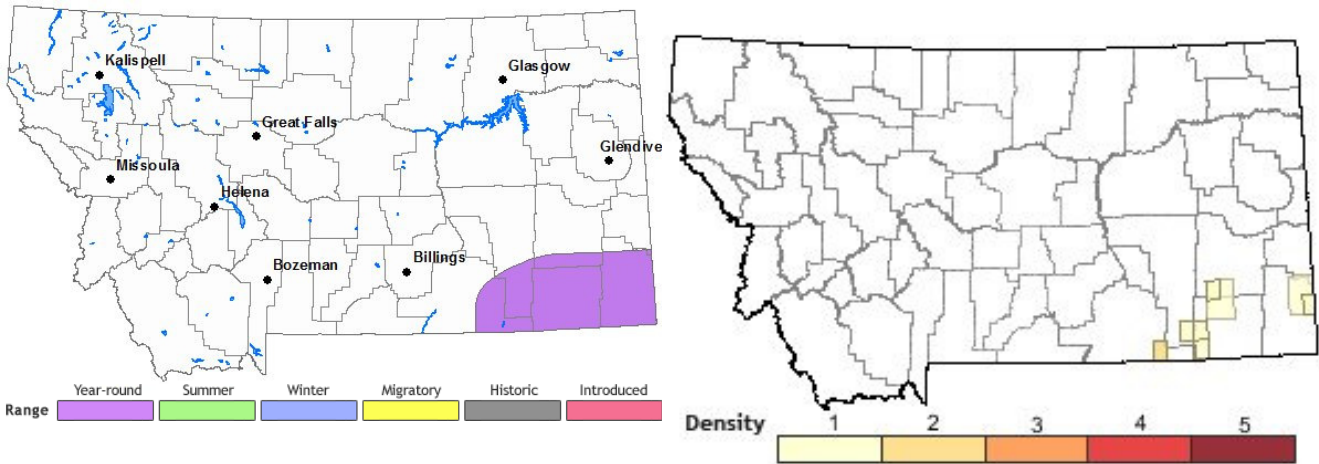 Kalispell
Glasgow
Great Falls
Glendive
Missoula
Helena
Bozeman
Billings
Year-round Summer Winter Migratory Historic Introduced
Range
Density 1 2 3 4 5